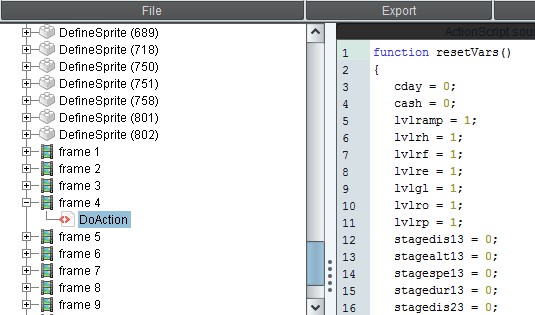 File
Export
DefineSprite (689)
DefineSprite (718)
DefineSprite (750)
DefineSprite (751)
DefineSprite (758)
DefineSprite (801)
DefineSprite (802)
frame 1
frame 2
frame 3
frame 4
DoAction
frame 5
frame 6
frame 7
frame 8
frame 9
ActionScript sour
1 function resetVars()
2 {
3 cday = 0;
4 cash = 0;
5 lvlramp = 1;
6 lvlrh = 1;
7 lvlrf = 1;
8 lvlre = 1;
9 lvlgl = 1;
10 lvlro = 1;
11 lvlrp = 1;
12 stagedis13 = 0;
13 stagealt13 = 0;
14 stagespe13 = 0;
15 stagedur13 = 0;
16 stagedis23 = 0;